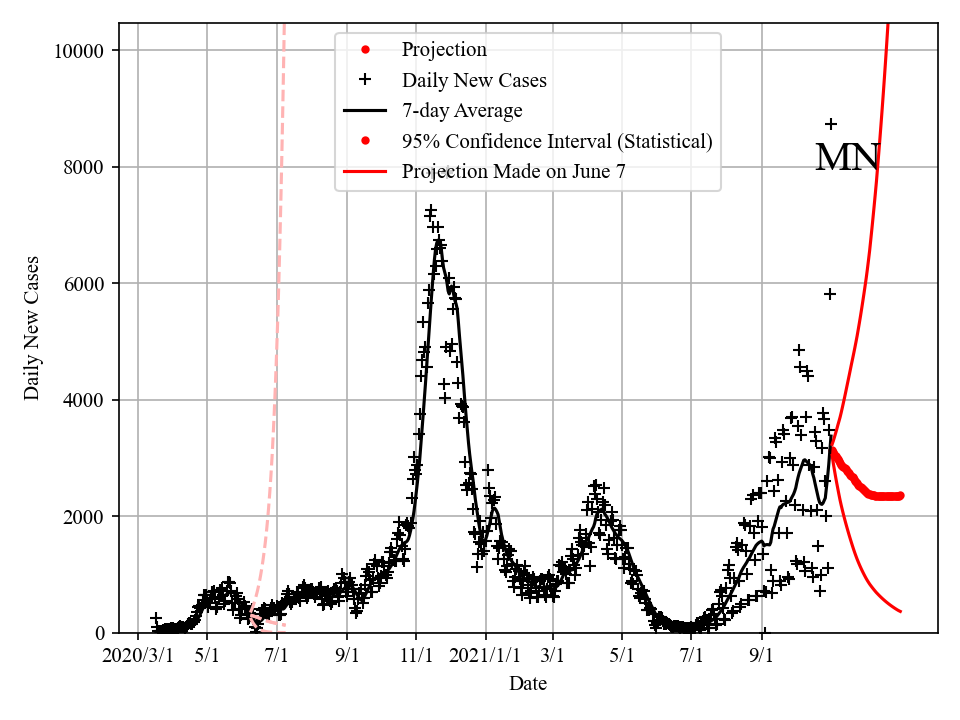 10000
8000
6000
4000
2000
0
Daily New Cases
Projection
Daily New Cases
7-day Average
95% Confidence Interval (Statistical)
Projection Made on June 7
MN
2020/3/1 5/1 7/1 9/1 11/1 2021/1/1 3/1 5/1 7/1 9/1
Date